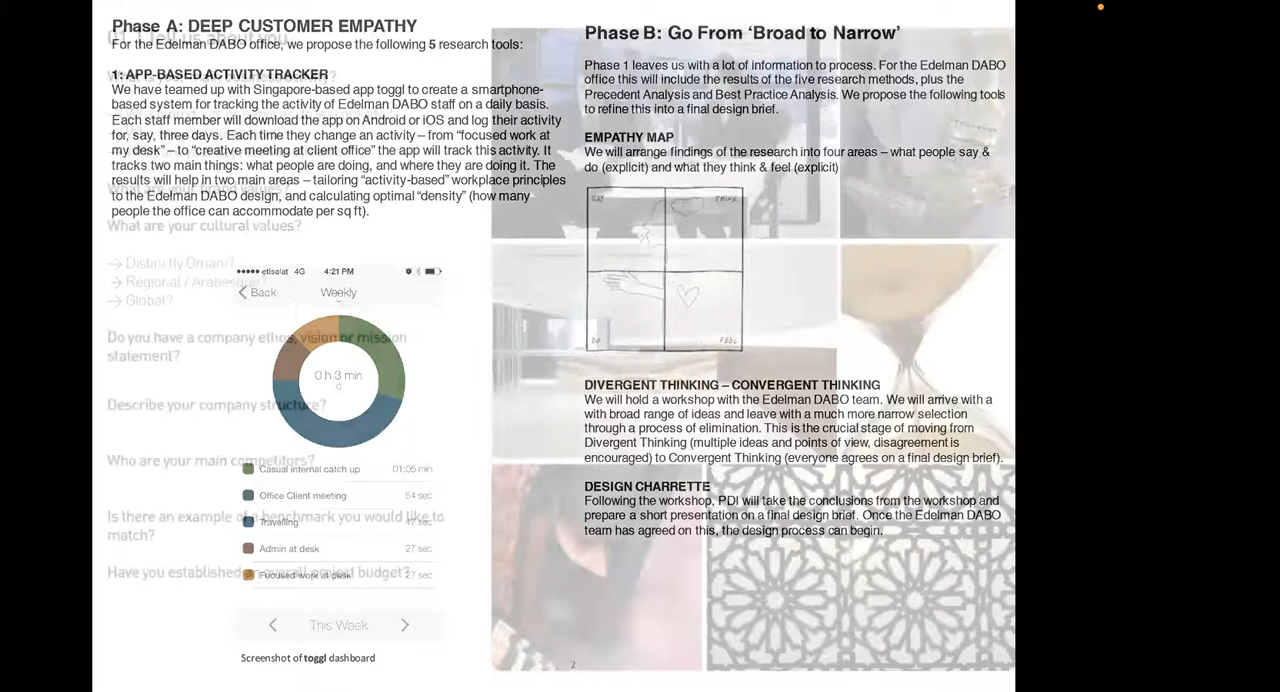 Phase A: DEEP CUSTOMER EMPATHY
For the Edelman DABO office, we propose the following 5 research tools:
1: APP-BASED ACTIVITY TRACKER
We have teamed up with Singapore-based app toggl to create a smartphone-
based system for tracking the activity of Edelman DABO staff on a daily basis.
Each staff member will download the app on Android or iOS and log their activity
for, say, three days. Each time they change an activity – from “focused work at
my desk” – to “creative meeting at client office” the app will track this activity. It
tracks two main things: what people are doing, and where they are doing it. The
results will help in two main areas – tailoring “activity-based” workplace principles
to the Edelman DABO design, and calculating optimal “density” (how many
people the office can accommodate per sq ft).
What are your cultural values?
→ Distinctly Omani?
→ Regional / Arabesque?
→ Global?
Do you have a company ethos, vision or mission
statement?
Describe your company structure?
Who are your main competitors?
Is there an example of a benchmark you would like to
match?
Have you established an overall project budget?
etisalat 4G 4:21 PM
Back Weekly
0 h 3 min
0
Casual internal catch up 01:05 min
Office Client meeting 54 sec
Travelling 47 sec
Admin at desk 27 sec
Focused work at desk 27 sec
This Week
Screenshot of toggl dashboard
Phase B: Go From ‘Broad to Narrow’
Phase 1 leaves us with a lot of information to process. For the Edelman DABO
office this will include the results of the five research methods, plus the
Precedent Analysis and Best Practice Analysis. We propose the following tools
to refine this into a final design brief.
EMPATHY MAP
We will arrange findings of the research into four areas – what people say &
do (explicit) and what they think & feel (explicit)
SAY THINK
DO FEEL
DIVERGENT THINKING – CONVERGENT THINKING
We will hold a workshop with the Edelman DABO team. We will arrive with a
with broad range of ideas and leave with a much more narrow selection
through a process of elimination. This is the crucial stage of moving from
Divergent Thinking (multiple ideas and points of view, disagreement is
encouraged) to Convergent Thinking (everyone agrees on a final design brief).
DESIGN CHARRETTE
Following the workshop, PDI will take the conclusions from the workshop and
prepare a short presentation on a final design brief. Once the Edelman DABO
team has agreed on this, the design process can begin.
2